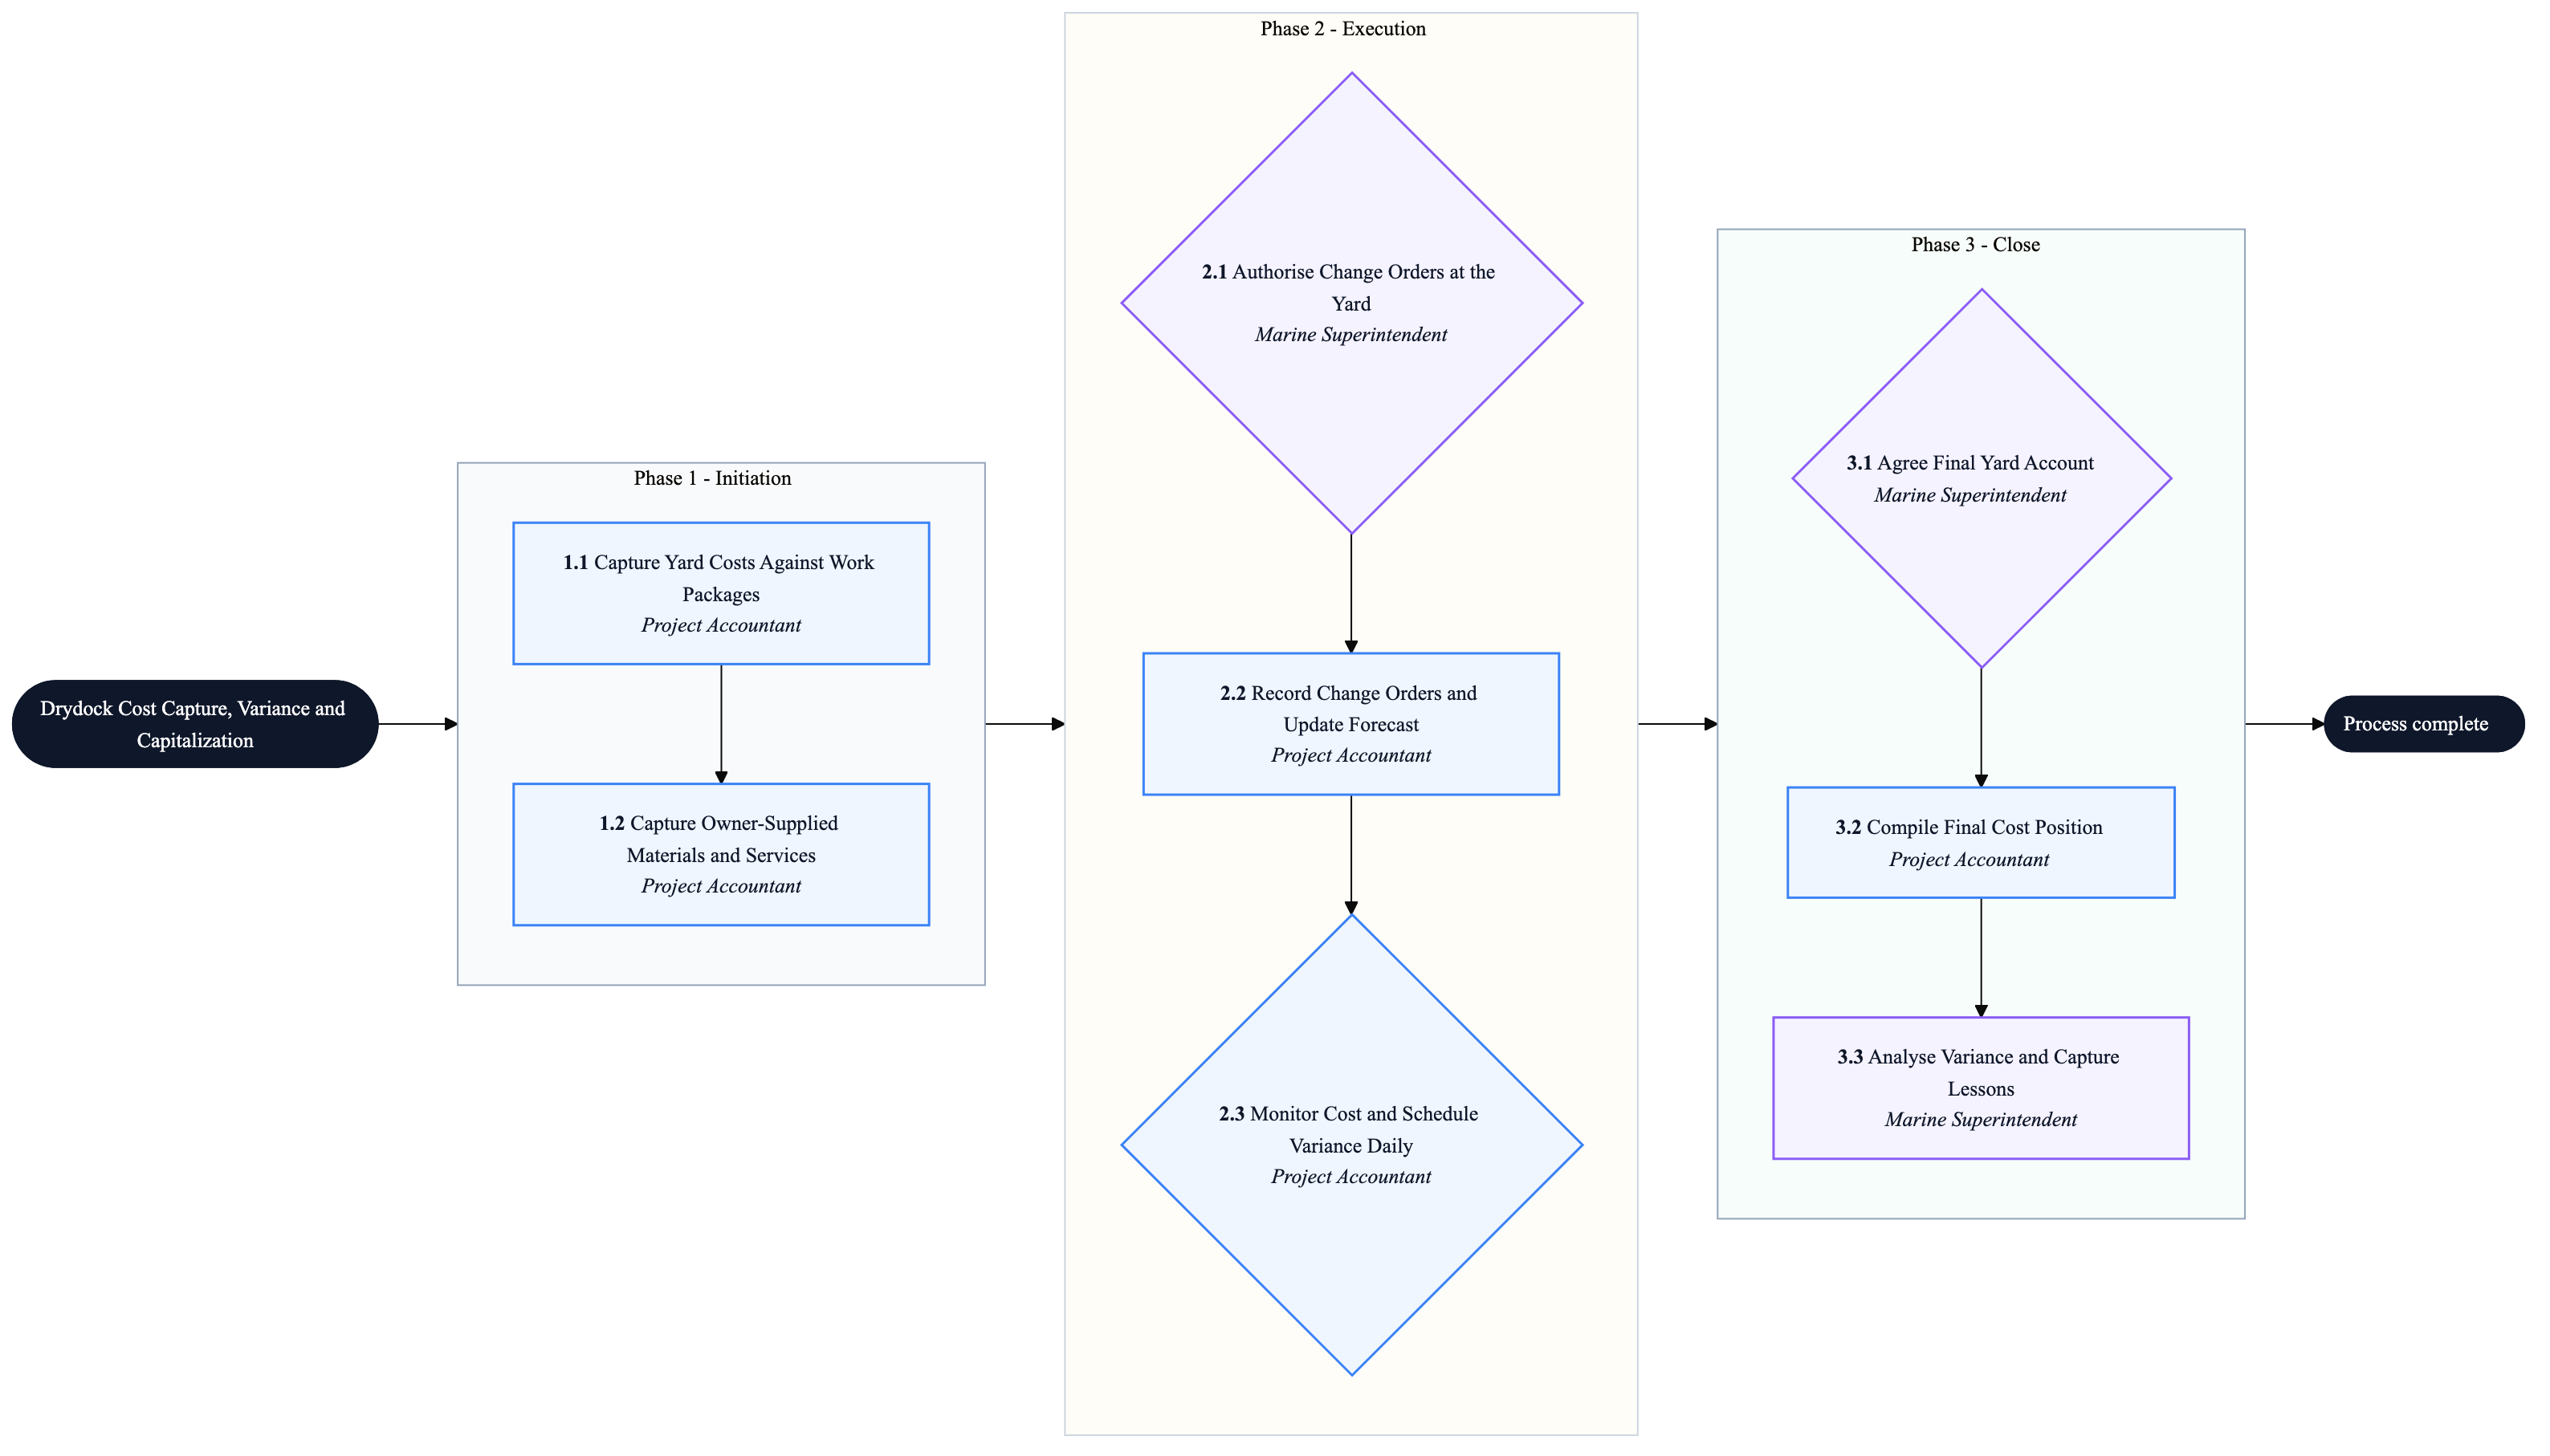 Drydock Cost Capture, Variance and
Capitalization
Phase 1 - Initiation
1.1 Capture Yard Costs Against Work
Packages
Project Accountant
1.2 Capture Owner-Supplied
Materials and Services
Project Accountant
Phase 2 - Execution
2.1 Authorise Change Orders at the
Yard
Marine Superintendent
2.2 Record Change Orders and
Update Forecast
Project Accountant
2.3 Monitor Cost and Schedule
Variance Daily
Project Accountant
Phase 3 - Close
3.1 Agree Final Yard Account
Marine Superintendent
3.2 Compile Final Cost Position
Project Accountant
3.3 Analyse Variance and Capture
Lessons
Marine Superintendent
Process complete